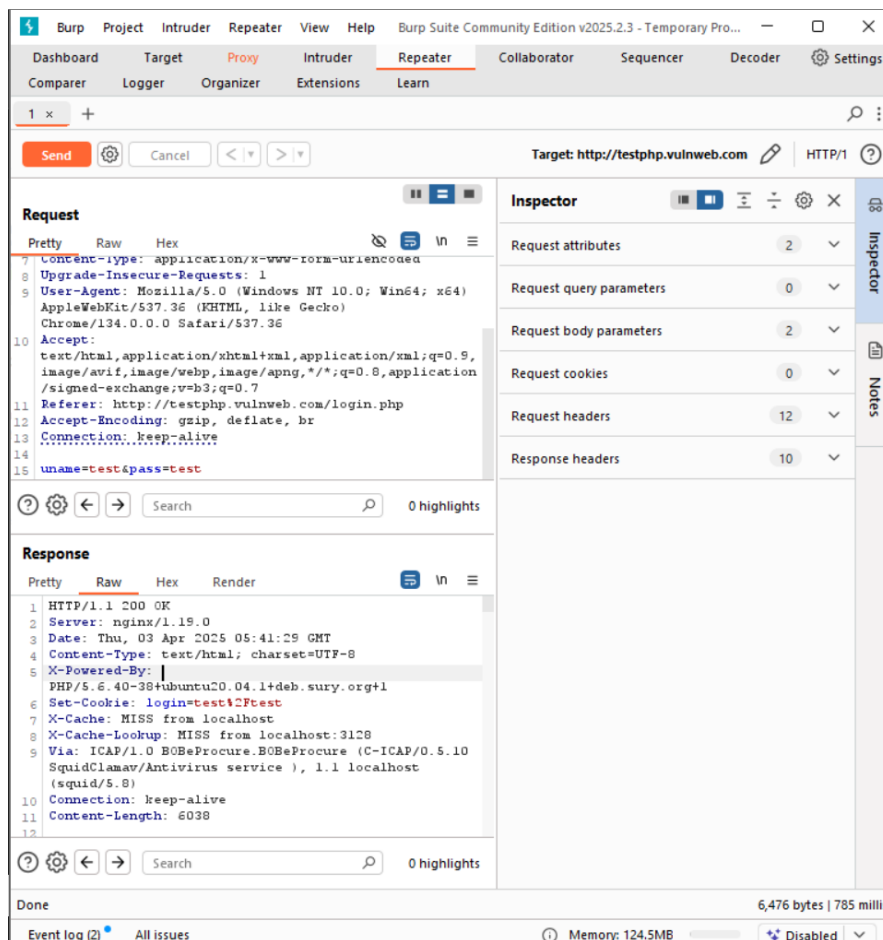 Burp Project Intruder Repeater View Help Burp Suite Community Edition v2025.2.3 - Temporary Pro...
Dashboard Target Proxy Intruder Repeater Collaborator Sequencer Decoder Settings
Comparer Logger Organizer Extensions Learn
1 × +
Send Cancel < > Target: http://testphp.vulnweb.com HTTP/1 ?
Request
Pretty Raw Hex \n
7 Content-Type: application/x-www-form-urlencoded
8 Upgrade-Insecure-Requests: 1
9 User-Agent: Mozilla/5.0 (Windows NT 10.0; Win64; x64)
AppleWebKit/537.36 (KHTML, like Gecko)
Chrome/134.0.0.0 Safari/537.36
10 Accept:
text/html,application/xhtml+xml,application/xml;q=0.9,
image/avif,image/webp,image/apng,*/*;q=0.8,application
/signed-exchange;v=b3;q=0.7
11 Referer: http://testphp.vulnweb.com/login.php
12 Accept-Encoding: gzip, deflate, br
13 Connection: keep-alive
14
15 uname=test&pass=test
? Search 0 highlights
Response
Pretty Raw Hex Render \n
1 HTTP/1.1 200 OK
2 Server: nginx/1.19.0
3 Date: Thu, 03 Apr 2025 05:41:29 GMT
4 Content-Type: text/html; charset=UTF-8
5 X-Powered-By:
PHP/5.6.40-38+ubuntu20.04.1+deb.sury.org+1
6 Set-Cookie: login=test%2Ftest
7 X-Cache: MISS from localhost
8 X-Cache-Lookup: MISS from localhost:3128
9 Via: ICAP/1.0 BOBeProcure.BOBeProcure (C-ICAP/0.5.10
SquidClamav/Antivirus service ), 1.1 localhost
(squid/5.8)
10 Connection: keep-alive
11 Content-Length: 6038
12
? Search 0 highlights
Inspector
Request attributes 2
Request query parameters 0
Request body parameters 2
Request cookies 0
Request headers 12
Response headers 10
Inspector
Notes
Done 6,476 bytes | 785 milli
Event log (2) All issues Memory: 124.5MB Disabled